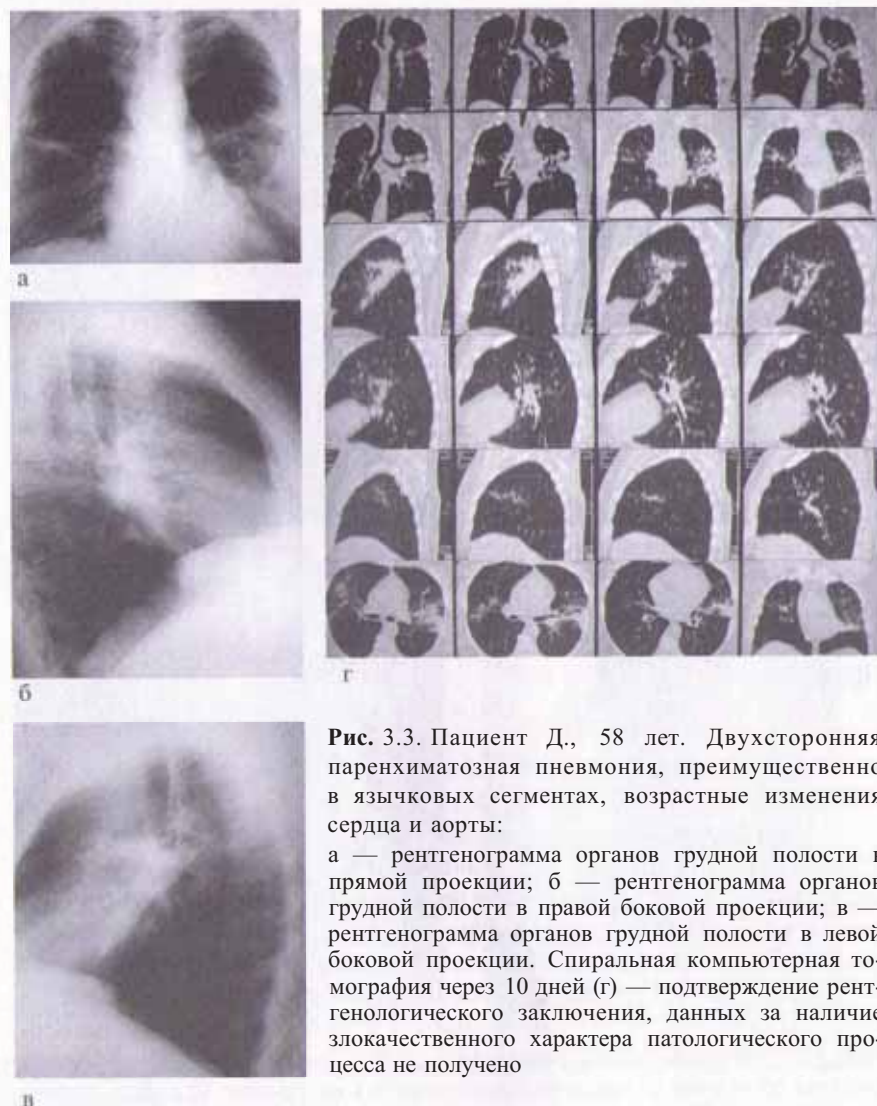 а
б
г
в
Рис. 3.3. Пациент Д., 58 лет. Двухсторонняя
паренхиматозная пневмония, преимущественно
в язычковых сегментах, возрастные изменения
сердца и аорты:
а — рентгенограмма органов грудной полости в
прямой проекции; б — рентгенограмма органов
грудной полости в правой боковой проекции; в —
рентгенограмма органов грудной полости в левой
боковой проекции. Спиральная компьютерная то-
мография через 10 дней (г) — подтверждение рент-
генологического заключения, данных за наличие
злокачественного характера патологического про-
цесса не получено